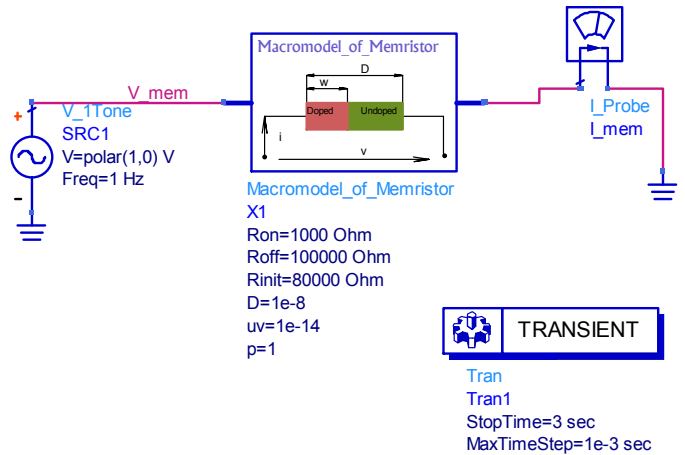 Macromodel_of_Memristor
D
w
Doped
Undoped
i
v
V_mem
+
V_1Tone
SRC1
V=polar(1,0) V
Freq=1 Hz
-
I_Probe
I_mem
Macromodel_of_Memristor
X1
Ron=1000 Ohm
Roff=100000 Ohm
Rinit=80000 Ohm
D=1e-8
uv=1e-14
p=1
TRANSIENT
Tran
Tran1
StopTime=3 sec
MaxTimeStep=1e-3 sec